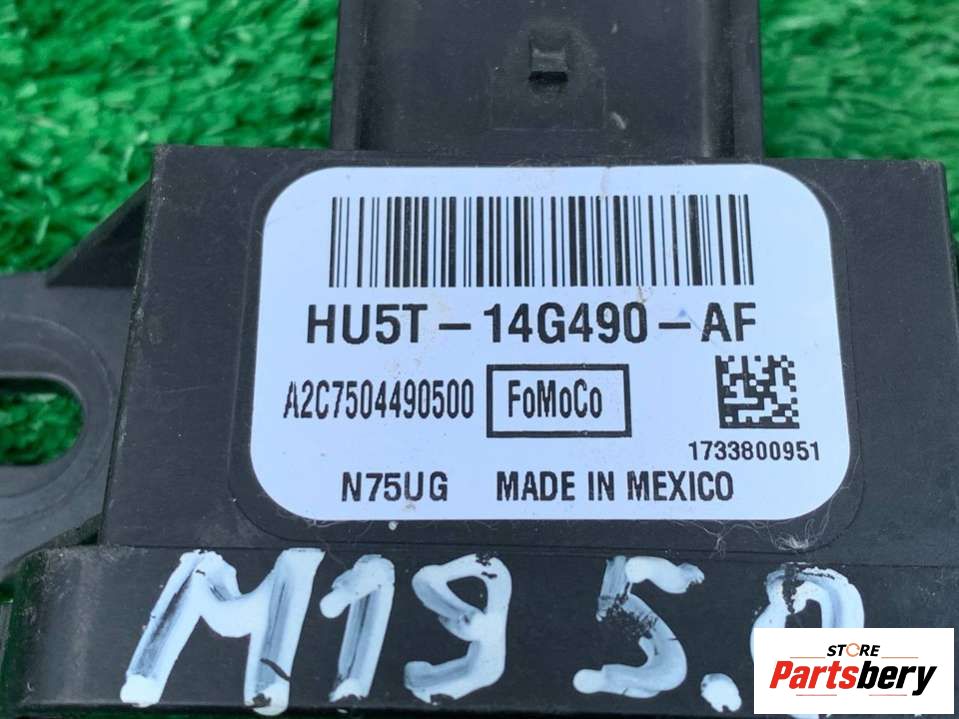 HU5T-14G490-AF
A2C7504490500 FoMoCo
1733800951
N75UG MADE IN MEXICO
M19 5.0
STORE
Partsbery